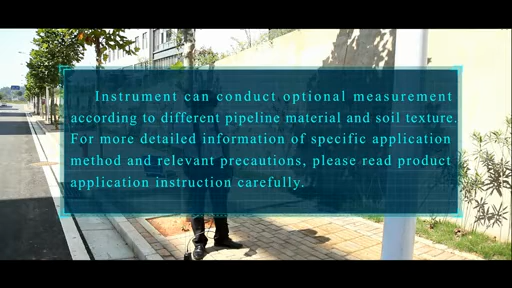 Instrument can conduct optional measurement
according to different pipeline material and soil texture.
For more detailed information of specific application
method and relevant precautions, please read product
application instruction carefully.